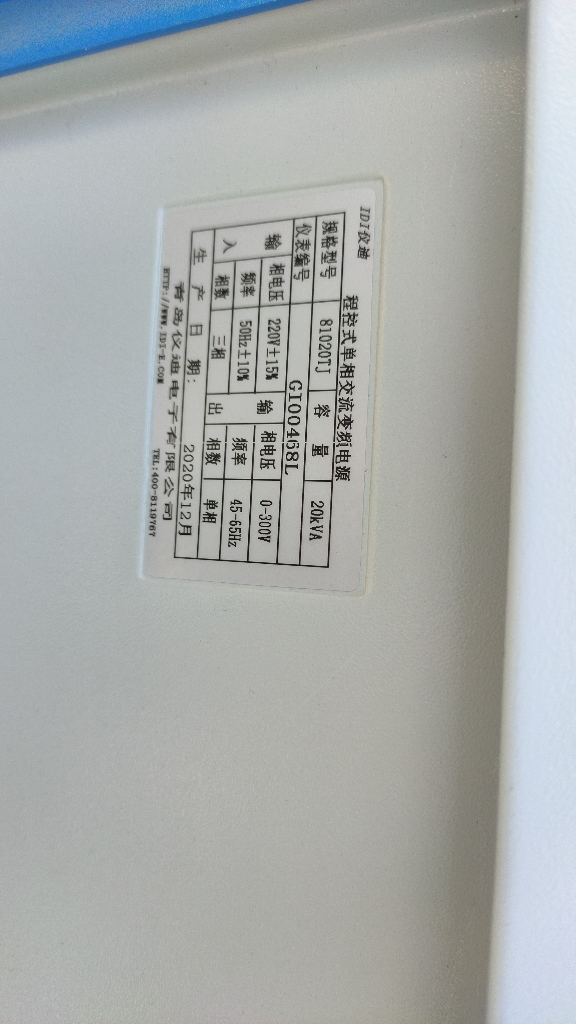 IDI仪迪
程控式单相交流变频电源
规格型号 81020TJ 容量 20kVA
仪表编号 GI00468L
输入 相电压 220V±15% 输出 相电压 0-300V
频率 50Hz±10% 频率 45-65Hz
相数 三相 相数 单相
生产日期: 2020年12月
青岛仪迪电子有限公司
HTTP://WWW.IDI-E.COM TEL:400-8119767